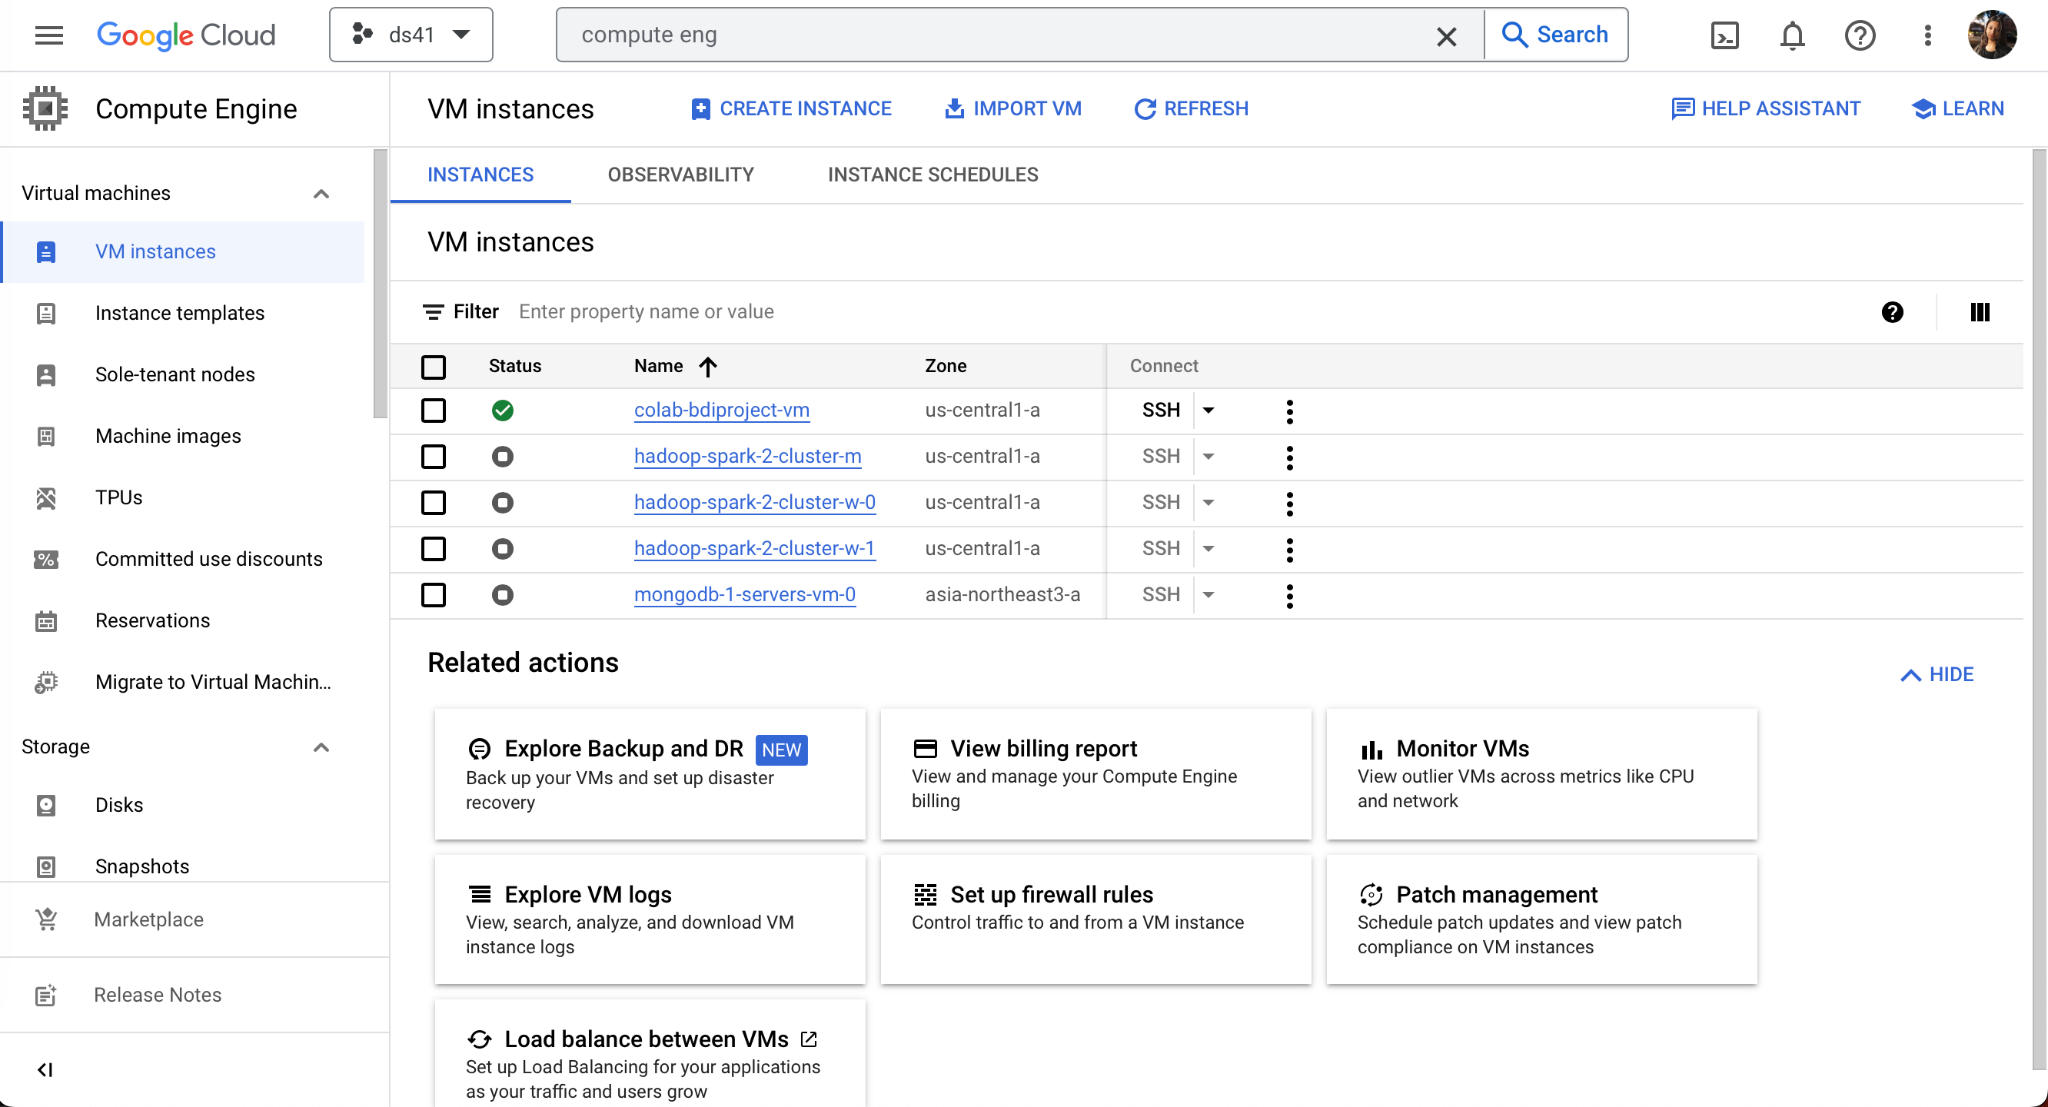 Google Cloud
ds41
compute eng
Search
Compute Engine
VM instances
CREATE INSTANCE
IMPORT VM
REFRESH
HELP ASSISTANT
LEARN
Virtual machines
VM instances
Instance templates
Sole-tenant nodes
Machine images
TPUs
Committed use discounts
Reservations
Migrate to Virtual Machin...
Storage
Disks
Snapshots
Marketplace
Release Notes
INSTANCES
OBSERVABILITY
INSTANCE SCHEDULES
VM instances
Filter Enter property name or value
Status Name Zone Connect
colab-bdiproject-vm us-central1-a SSH
hadoop-spark-2-cluster-m us-central1-a SSH
hadoop-spark-2-cluster-w-0 us-central1-a SSH
hadoop-spark-2-cluster-w-1 us-central1-a SSH
mongodb-1-servers-vm-0 asia-northeast3-a SSH
Related actions
HIDE
Explore Backup and DR NEW
Back up your VMs and set up disaster
recovery
View billing report
View and manage your Compute Engine
billing
Monitor VMs
View outlier VMs across metrics like CPU
and network
Explore VM logs
View, search, analyze, and download VM
instance logs
Set up firewall rules
Control traffic to and from a VM instance
Patch management
Schedule patch updates and view patch
compliance on VM instances
Load balance between VMs
Set up Load Balancing for your applications
as your traffic and users grow